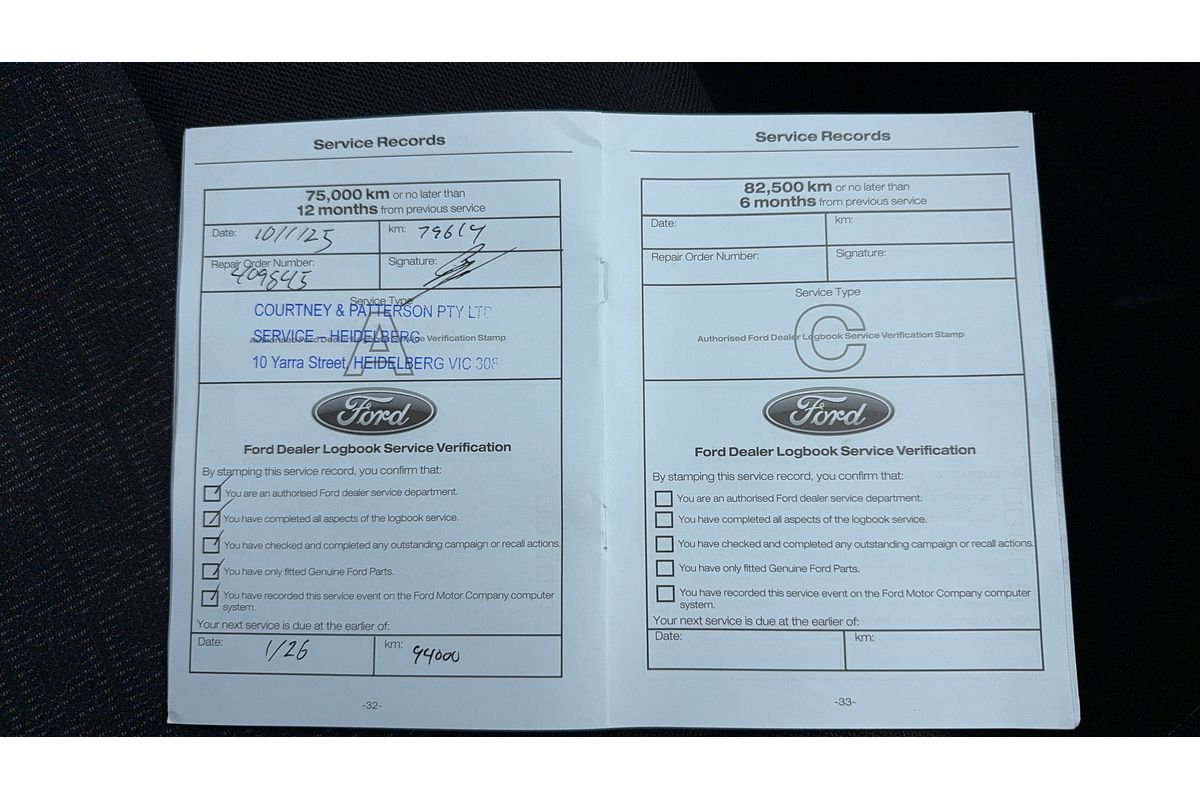 Service Records
75,000 km or no later than
12 months from previous service
Date: 10/1/25
km: 79614
Repair Order Number: 409845
Signature:
Service Type
A
COURTNEY & PATTERSON PTY LTD
SERVICE – HEIDELBERG
Authorised Ford Dealer Logbook Service Verification Stamp
10 Yarra Street, HEIDELBERG VIC 308
Ford
Ford Dealer Logbook Service Verification
By stamping this service record, you confirm that:
You are an authorised Ford dealer service department.
You have completed all aspects of the logbook service.
You have checked and completed any outstanding campaign or recall actions.
You have only fitted Genuine Ford Parts.
You have recorded this service event on the Ford Motor Company computer
system.
Your next service is due at the earlier of:
Date: 1/26
km: 94000
-32-
Service Records
82,500 km or no later than
6 months from previous service
Date:
km:
Repair Order Number:
Signature:
Service Type
C
Authorised Ford Dealer Logbook Service Verification Stamp
Ford
Ford Dealer Logbook Service Verification
By stamping this service record, you confirm that:
You are an authorised Ford dealer service department.
You have completed all aspects of the logbook service.
You have checked and completed any outstanding campaign or recall actions.
You have only fitted Genuine Ford Parts.
You have recorded this service event on the Ford Motor Company computer
system.
Your next service is due at the earlier of:
Date:
km:
-33-